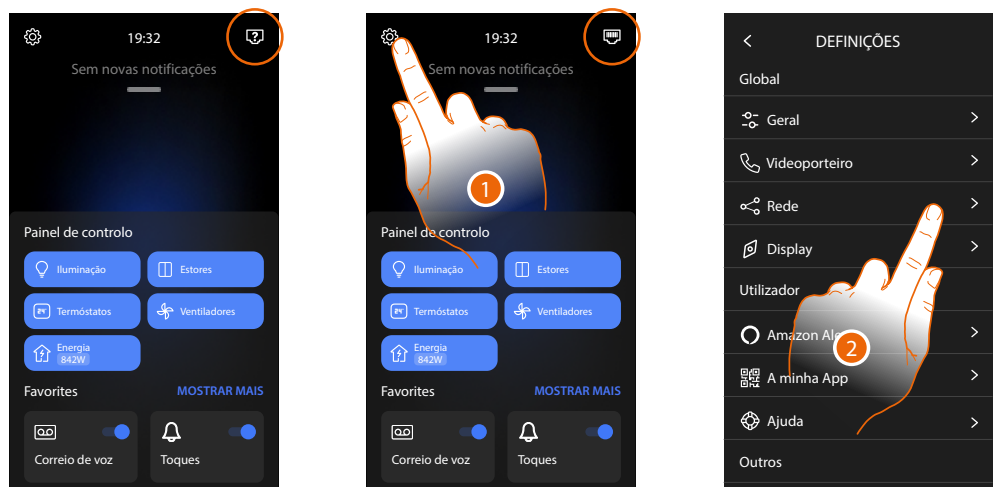 19:32
Sem novas notificações
Painel de controlo
Iluminação
Estores
Termóstatos
Ventiladores
Energia
842W
Favorites
MOSTRAR MAIS
Correio de voz
Toques
19:32
Sem novas notificações
1
Painel de controlo
Iluminação
Estores
Termóstatos
Ventiladores
Energia
842W
Favorites
MOSTRAR MAIS
Correio de voz
Toques
DEFINIÇÕES
Global
Geral
Videoporteiro
Rede
Display
Utilizador
Amazon Ale
2
A minha App
Ajuda
Outros